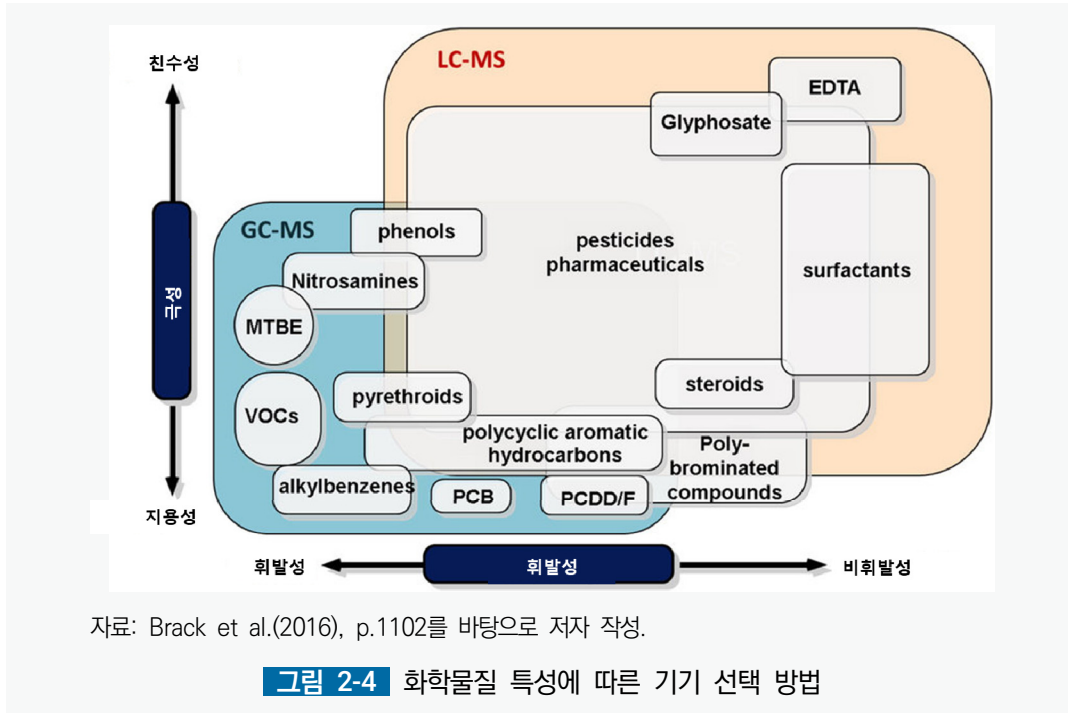 친수성
LC-MS
EDTA
Glyphosate
GC-MS
phenols
pesticides
pharmaceuticals
surfactants
Nitrosamines
극성
MTBE
steroids
pyrethroids
VOCs
polycyclic aromatic
hydrocarbons
Poly-
brominated
compounds
alkylbenzenes
PCB
PCDD/F
지용성
휘발성
휘발성
비휘발성
자료: Brack et al.(2016), p.1102를 바탕으로 저자 작성.
그림 2-4 화학물질 특성에 따른 기기 선택 방법